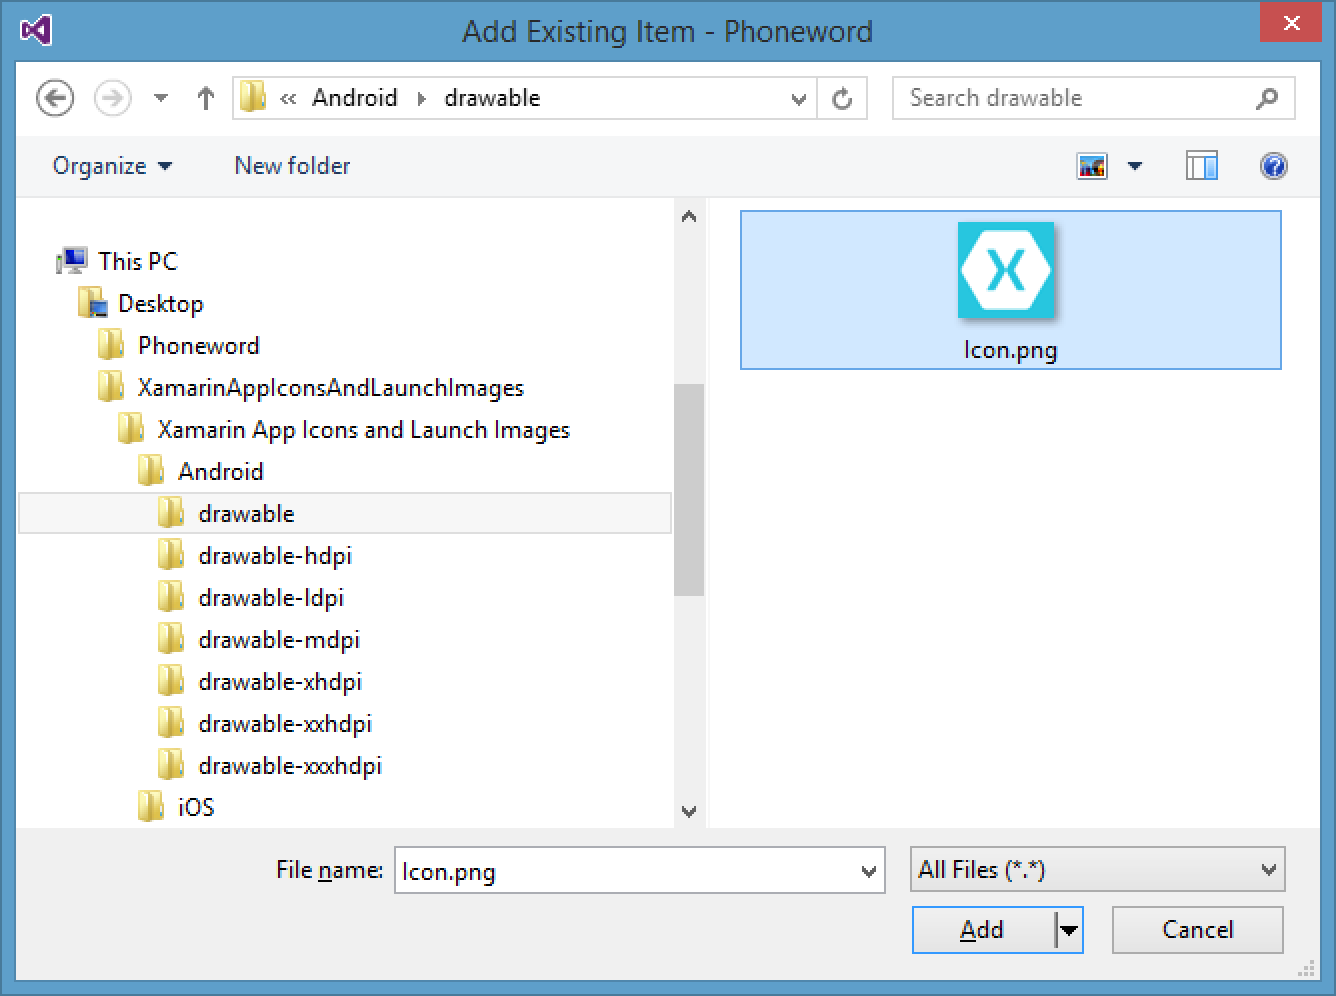 Add Existing Item - Phoneword
« Android drawable
Search drawable
Organize
New folder
This PC
Desktop
Phoneword
XamarinAppIconsAndLaunchImages
Xamarin App Icons and Launch Images
Android
drawable
drawable-hdpi
drawable-ldpi
drawable-mdpi
drawable-xhdpi
drawable-xxhdpi
drawable-xxxhdpi
iOS
X
Icon.png
File name: Icon.png
All Files (*.*)
Add
Cancel